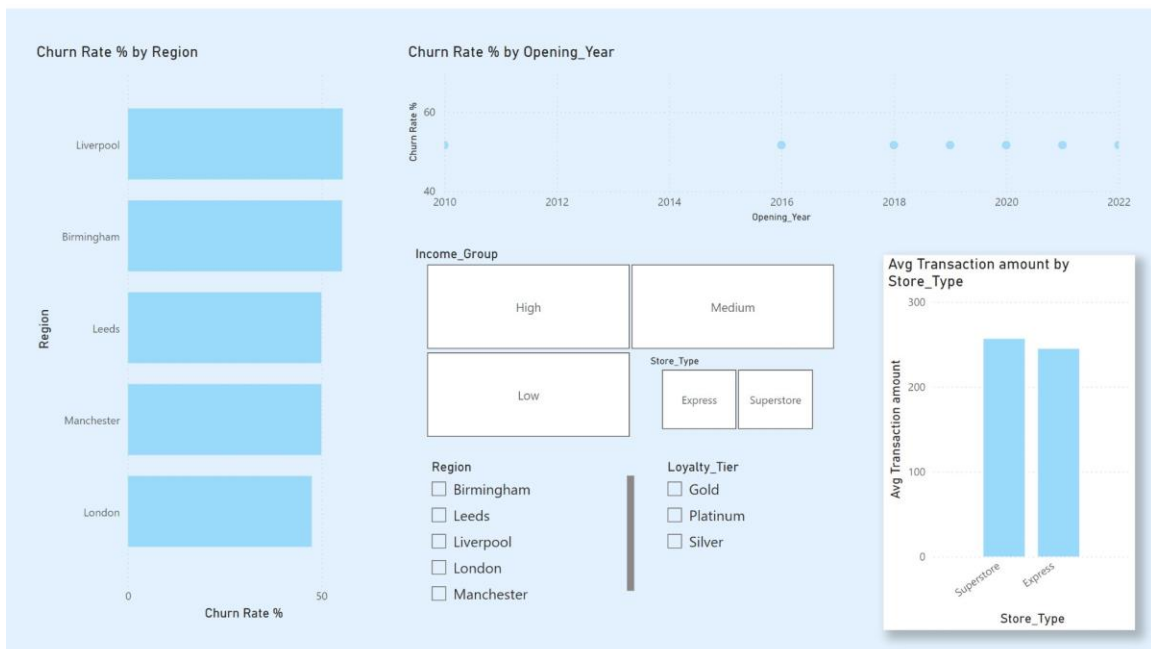 Churn Rate % by Region
Region
Liverpool
Birmingham
Leeds
Manchester
London
0
50
Churn Rate %
Churn Rate % by Opening_Year
Churn Rate %
60
40
2010
2012
2014
2016
2018
2020
2022
Opening_Year
Income_Group
High
Medium
Low
Store_Type
Express
Superstore
Region
Birmingham
Leeds
Liverpool
London
Manchester
Loyalty_Tier
Gold
Platinum
Silver
Avg Transaction amount by
Store_Type
Avg Transaction amount
300
200
100
0
Superstore
Express
Store_Type